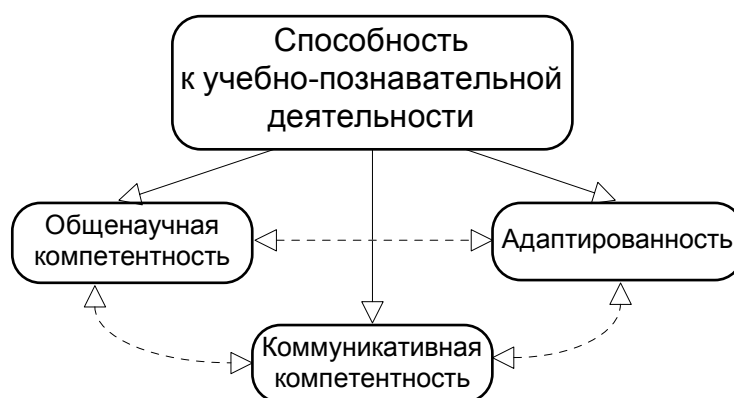 Способность
к учебно-познавательной
деятельности
Общенаучная
компетентность
Адаптированность
Коммуникативная
компетентность